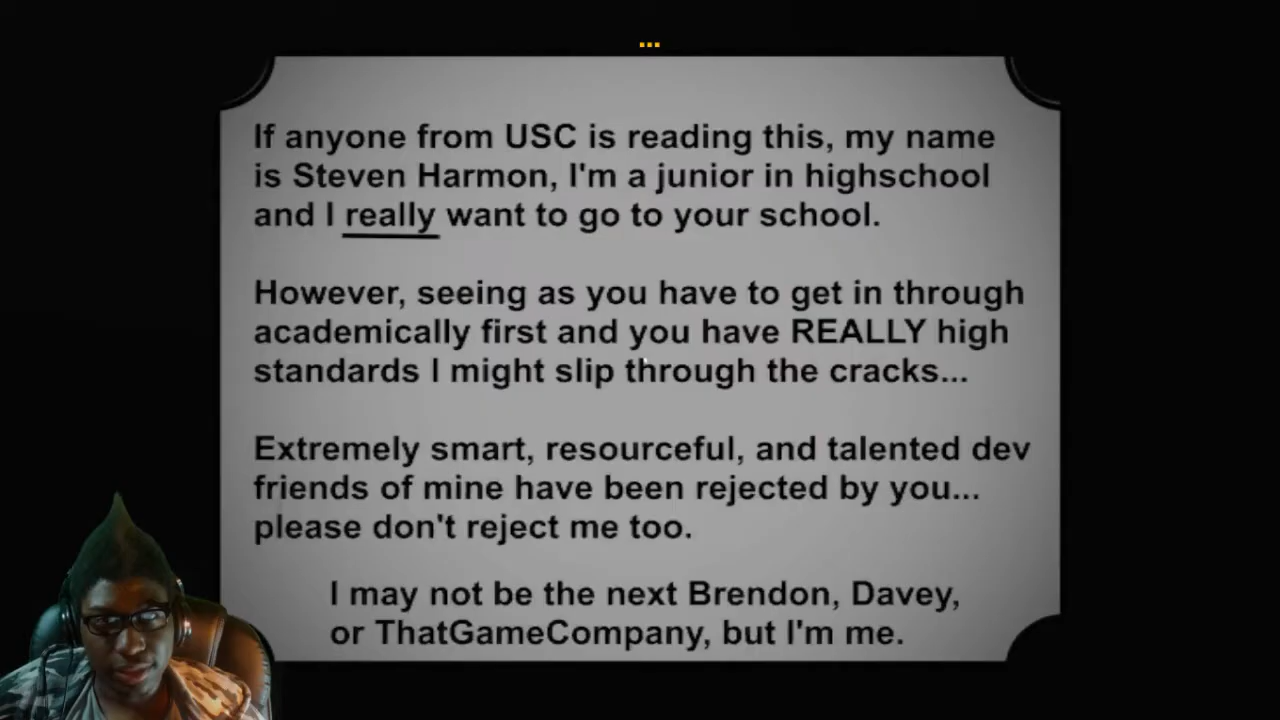 ...
If anyone from USC is reading this, my name
is Steven Harmon, I'm a junior in highschool
and I really want to go to your school.
However, seeing as you have to get in through
academically first and you have REALLY high
standards I might slip through the cracks...
Extremely smart, resourceful, and talented dev
friends of mine have been rejected by you...
please don't reject me too.
I may not be the next Brendon, Davey,
or ThatGameCompany, but I'm me.